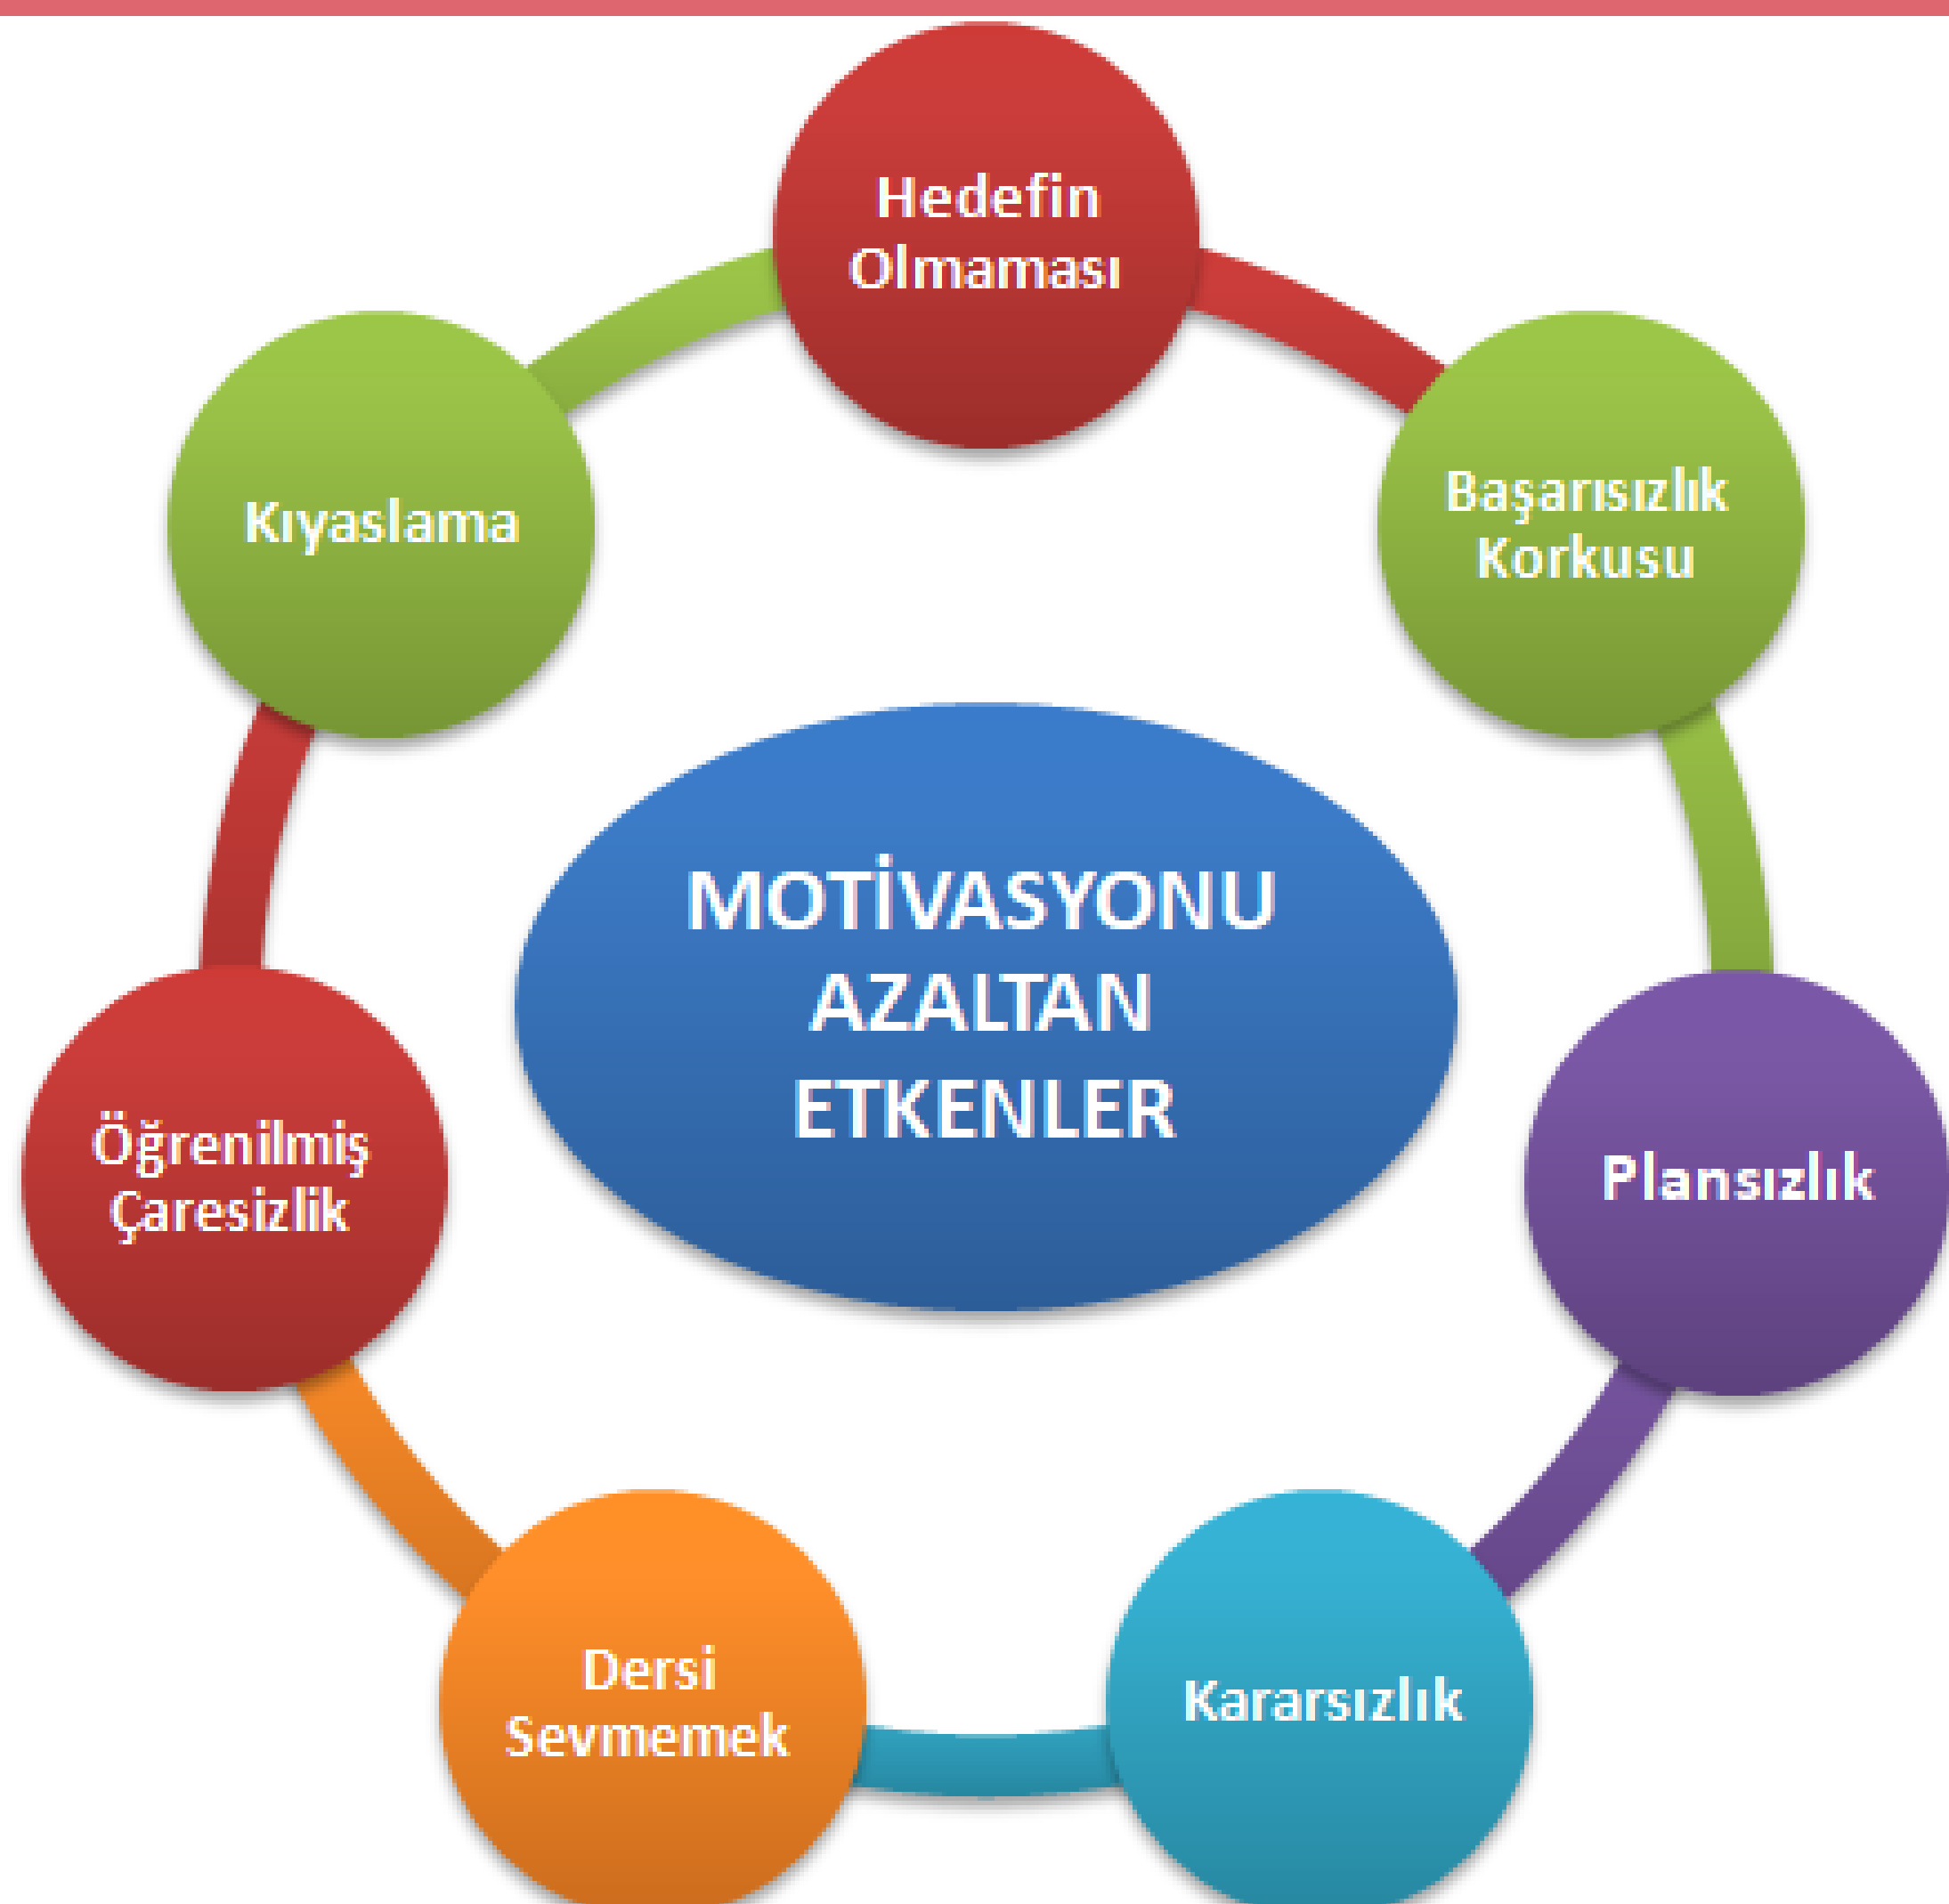 Hedefin
Olmaması
Başarısızlık
Korkusu
Plansızlık
Kararsızlık
Dersi
Sevmemek
Öğrenilmiş
Çaresizlik
Kıyaslama
MOTİVASYONU
AZALTAN
ETKENLER